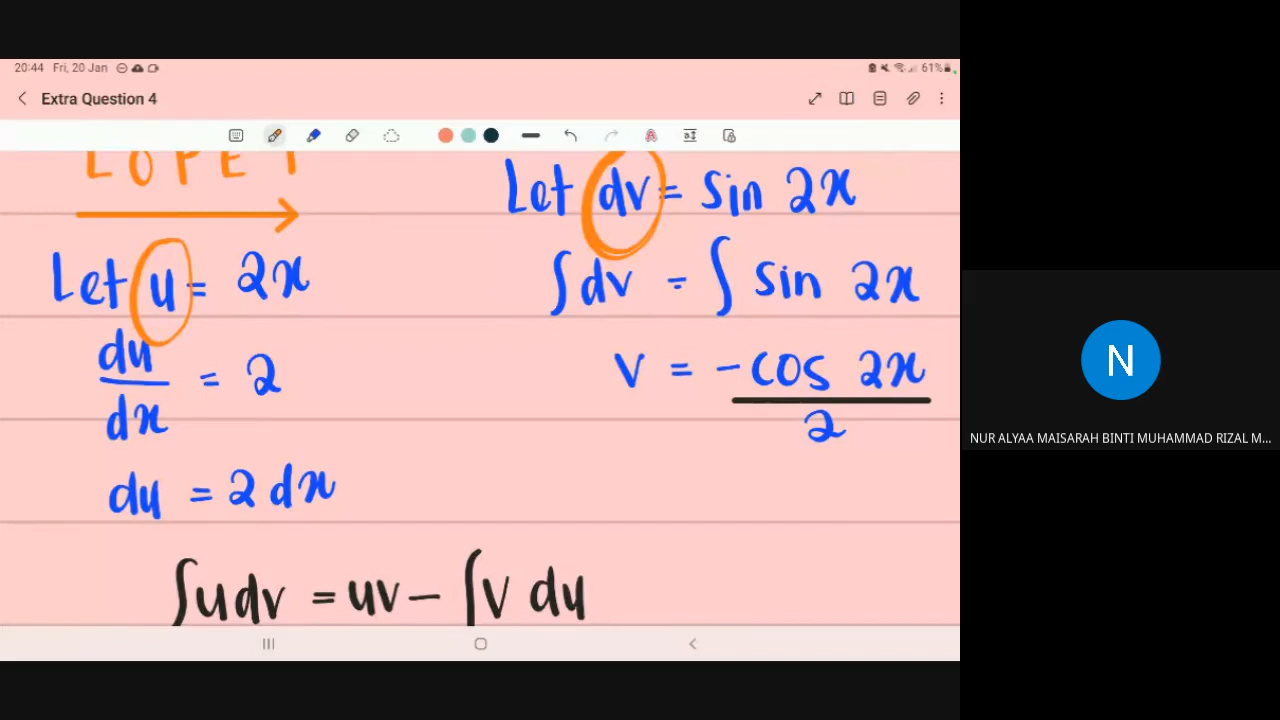 20:44 Fri, 20 Jan
61%
Extra Question 4
L O P E T
Let u = 2x
du/dx = 2
du = 2 dx
Let dv = sin 2x
∫ dv = ∫ sin 2x
v = -cos 2x / 2
∫u dv = uv - ∫v du
N
NUR ALYAA MAISARAH BINTI MUHAMMAD RIZAL M...